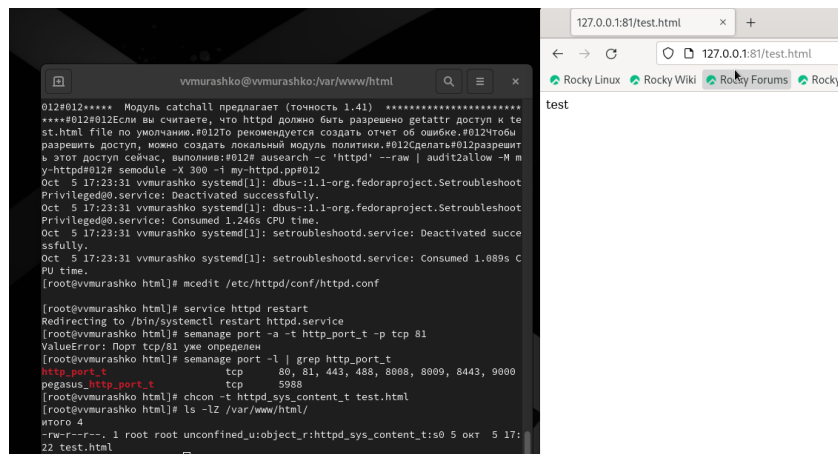 vvmurashko@vvmurashko:/var/www/html
012#012***** Модуль catchall предлагает (точность 1.41) ***********************
****#012#012Если вы считаете, что httpd должно быть разрешено getattr доступ к te
st.html file по умолчанию.#012То рекомендуется создать отчет об ошибке.#012Чтобы
разрешить доступ, можно создать локальный модуль политики.#012Сделать#012разрешит
ь этот доступ сейчас, выполнив:#012# ausearch -c 'httpd' --raw | audit2allow -M m
y-httpd#012# semodule -X 300 -i my-httpd.pp#012
Oct  5 17:23:31 vvmurashko systemd[1]: dbus-:1.1-org.fedoraproject.Setroubleshoot
Privileged@0.service: Deactivated successfully.
Oct  5 17:23:31 vvmurashko systemd[1]: dbus-:1.1-org.fedoraproject.Setroubleshoot
Privileged@0.service: Consumed 1.246s CPU time.
Oct  5 17:23:31 vvmurashko systemd[1]: setroubleshootd.service: Deactivated succe
ssfully.
Oct  5 17:23:31 vvmurashko systemd[1]: setroubleshootd.service: Consumed 1.089s C
PU time.
[root@vvmurashko html]# mcedit /etc/httpd/conf/httpd.conf
[root@vvmurashko html]# service httpd restart
Redirecting to /bin/systemctl restart httpd.service
[root@vvmurashko html]# semanage port -a -t http_port_t -p tcp 81
ValueError: Порт tcp/81 уже определен
[root@vvmurashko html]# semanage port -l | grep http_port_t
http_port_t                    tcp      80, 81, 443, 488, 8008, 8009, 8443, 9000
pegasus_http_port_t            tcp      5988
[root@vvmurashko html]# chcon -t httpd_sys_content_t test.html
[root@vvmurashko html]# ls -lZ /var/www/html/
итого 4
-rw-r--r--. 1 root root unconfined_u:object_r:httpd_sys_content_t:s0 5 окт  5 17:
22 test.html
127.0.0.1:81/test.html
127.0.0.1:81/test.html
Rocky Linux Rocky Wiki Rocky Forums Rocky
test